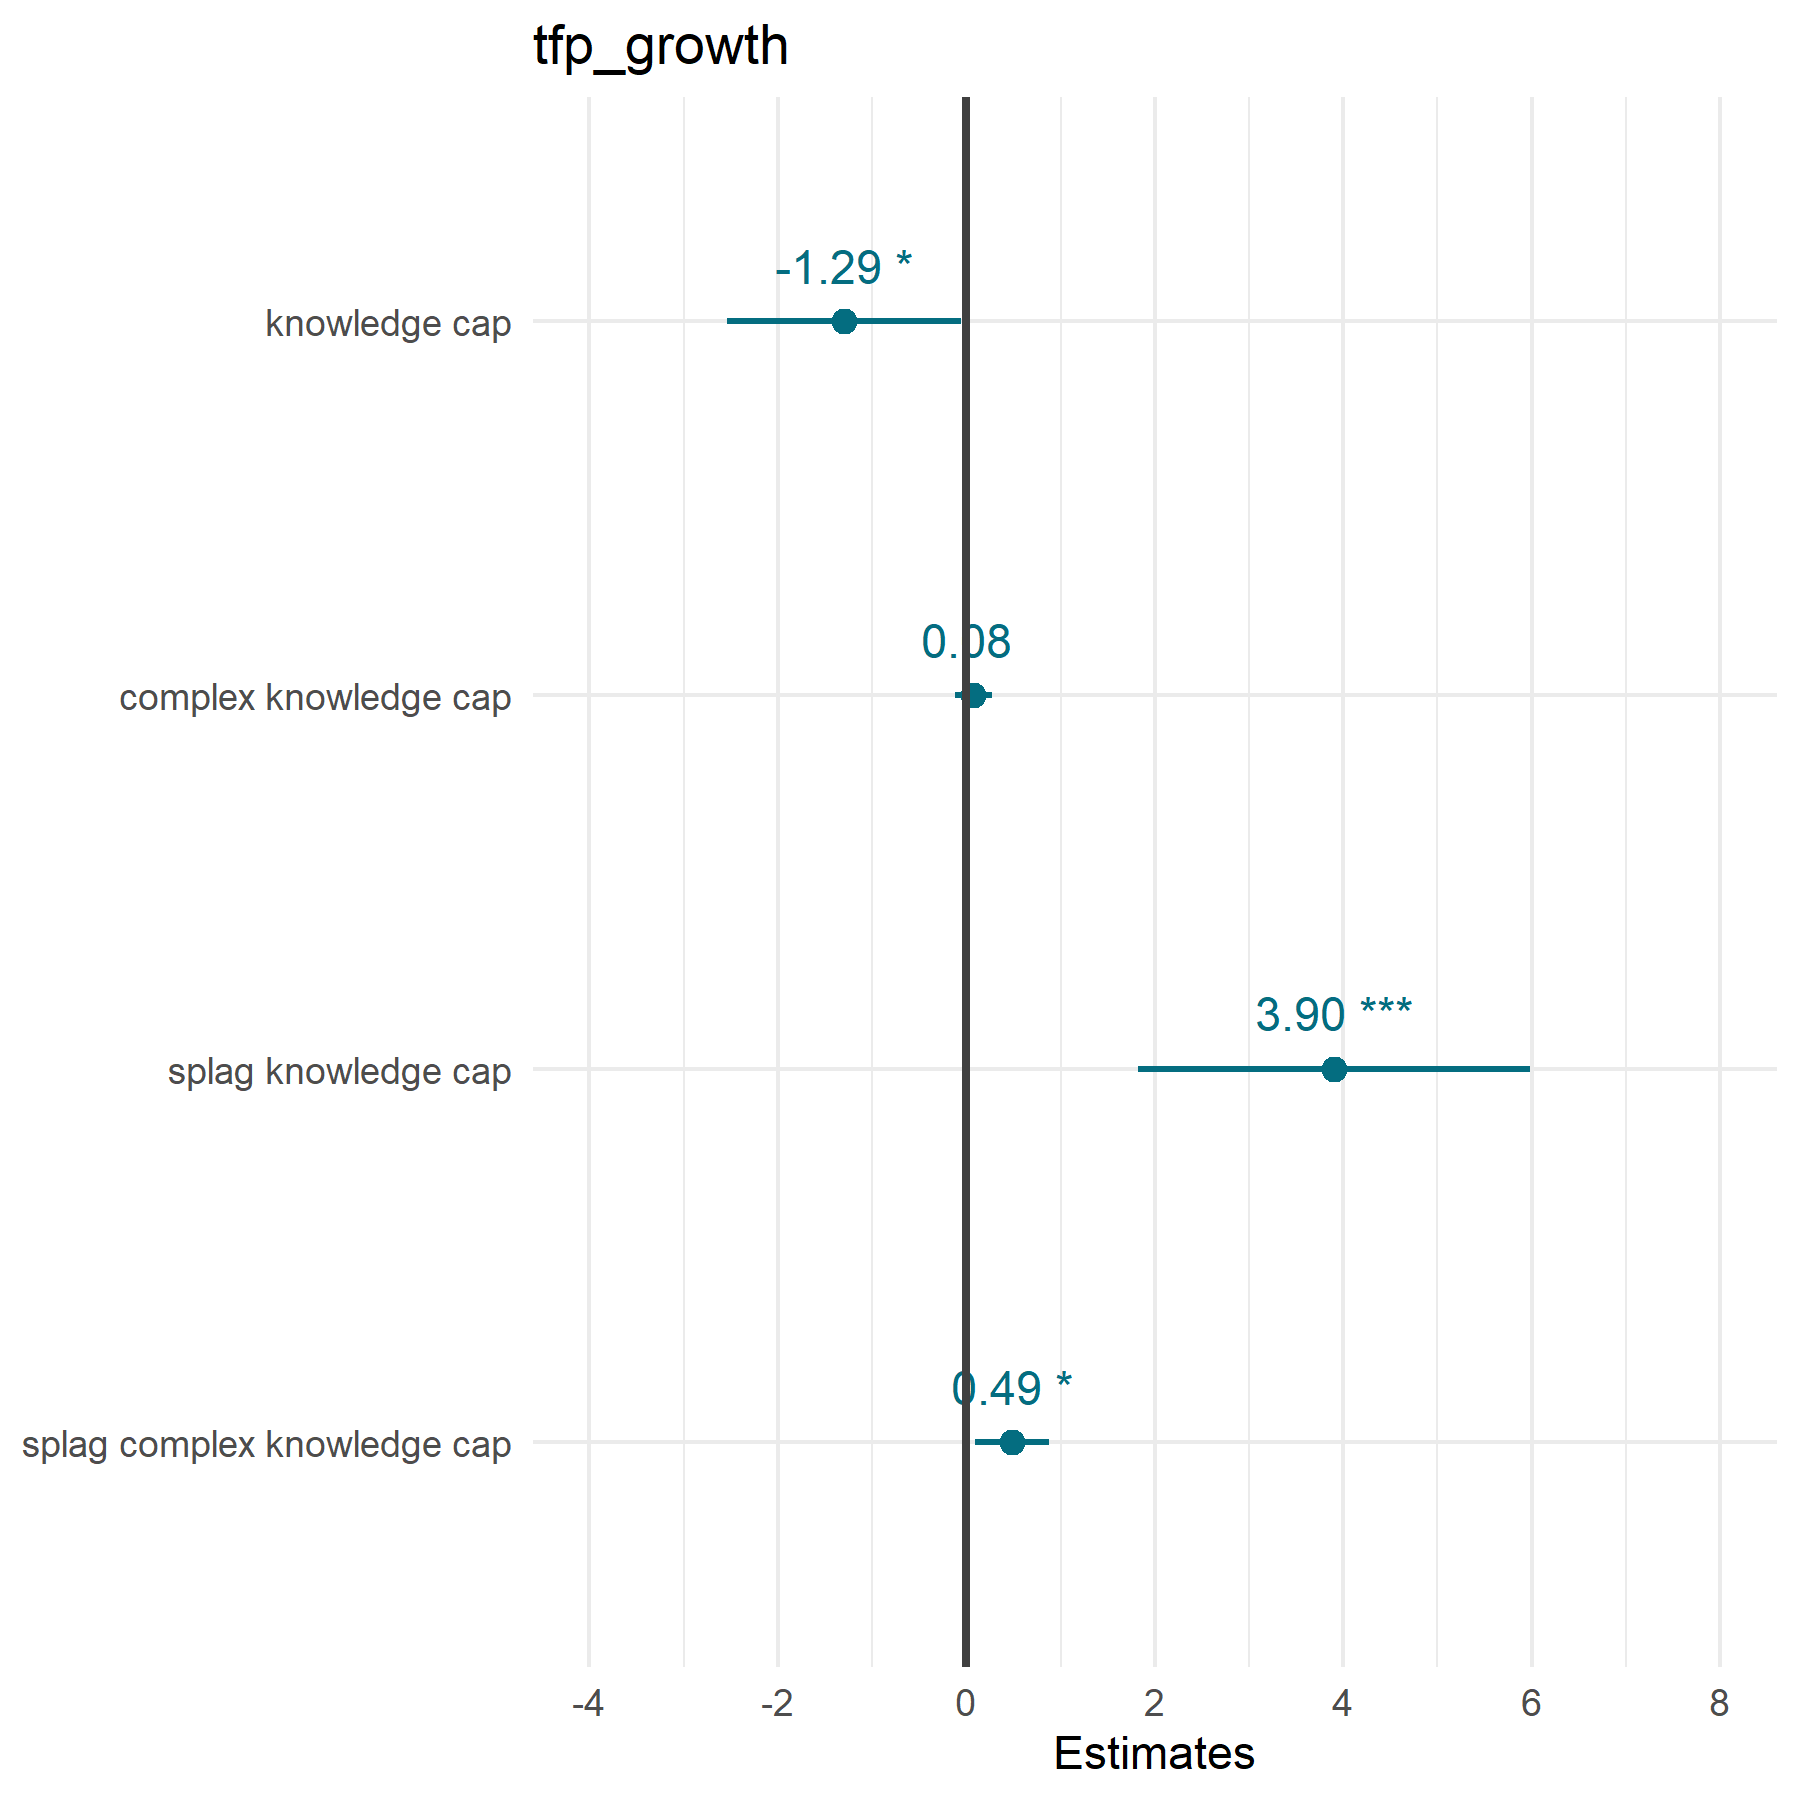 tfp_growth
-1.29 *
knowledge cap
0.08
complex knowledge cap
3.90 ***
splag knowledge cap
0.49 *
splag complex knowledge cap
-4 -2 0 2 4 6 8
Estimates